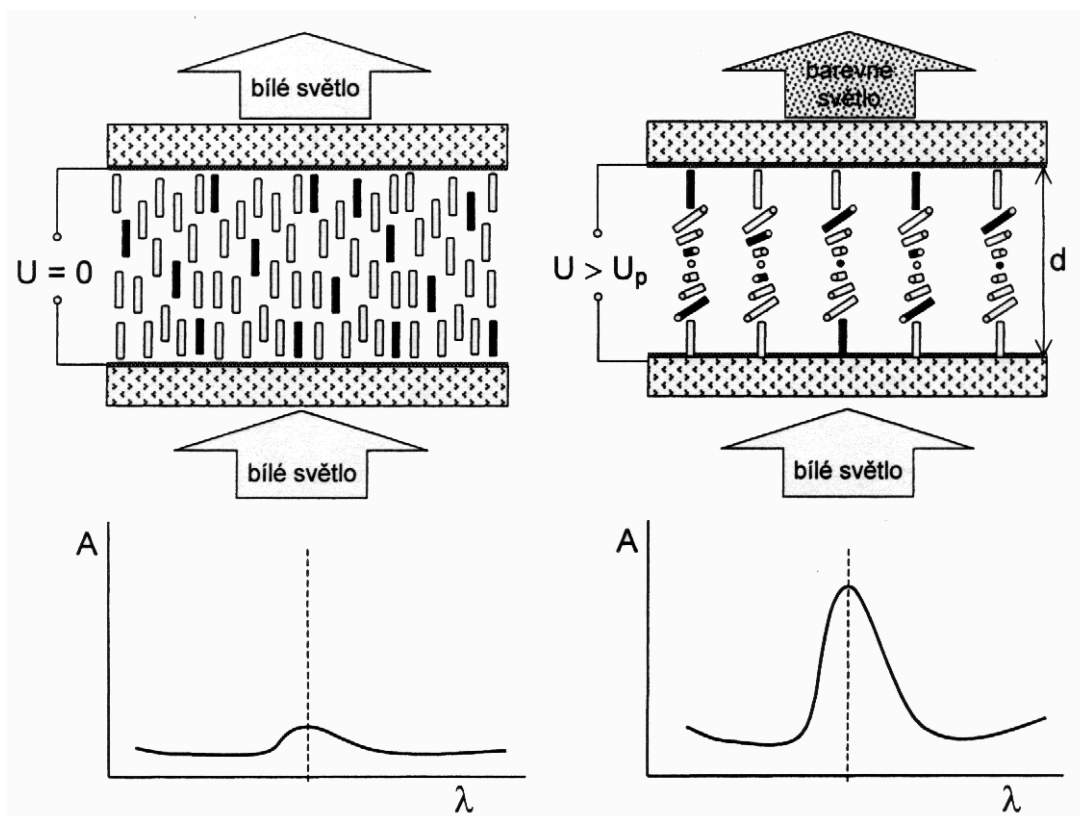 bílé světlo
barevné
světlo
U = 0
U > Uₚ
d
bílé světlo
bílé světlo
A
λ
A
λ